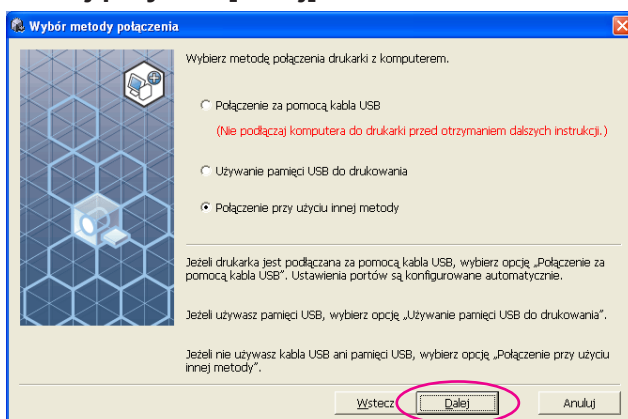 Wybór metody połączenia
Wybierz metodę połączenia drukarki z komputerem.
Połączenie za pomocą kabla USB
(Nie podłączaj komputera do drukarki przed otrzymaniem dalszych instrukcji.)
Używanie pamięci USB do drukowania
Połączenie przy użyciu innej metody
Jeżeli drukarka jest podłączana za pomocą kabla USB, wybierz opcję „Połączenie za
pomocą kabla USB”. Ustawienia portów są konfigurowane automatycznie.
Jeżeli używasz pamięci USB, wybierz opcję „Używanie pamięci USB do drukowania”.
Jeżeli nie używasz kabla USB ani pamięci USB, wybierz opcję „Połączenie przy użyciu
innej metody”.
Wstecz Dalej Anuluj